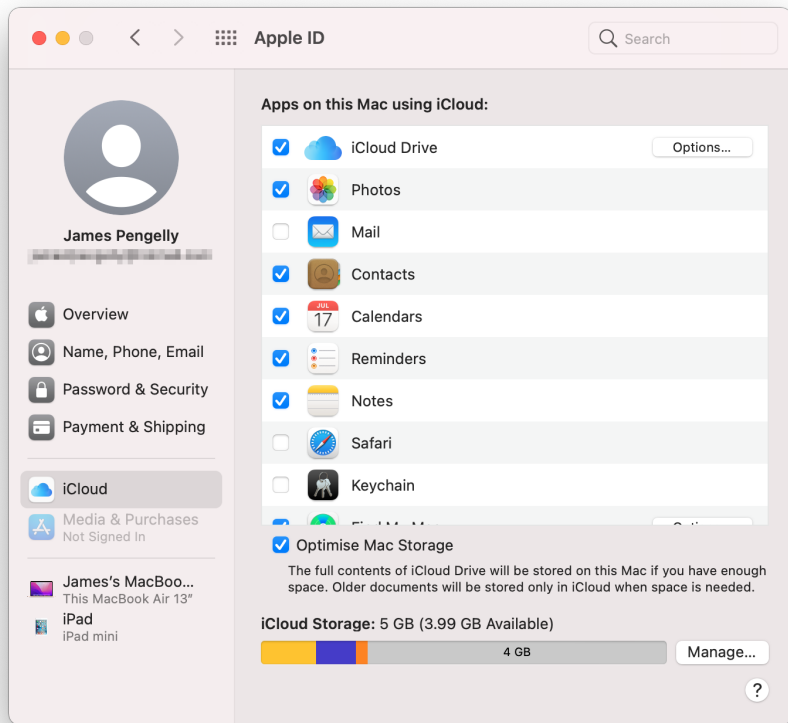 Apple ID
Search
James Pengelly
Overview
Name, Phone, Email
Password & Security
Payment & Shipping
iCloud
Media & Purchases
Not Signed In
James's MacBoo...
This MacBook Air 13"
iPad
iPad mini
Apps on this Mac using iCloud:
iCloud Drive
Options...
Photos
Mail
Contacts
JUL
17
Calendars
Reminders
Notes
Safari
Keychain
Optimise Mac Storage
The full contents of iCloud Drive will be stored on this Mac if you have enough
space. Older documents will be stored only in iCloud when space is needed.
iCloud Storage: 5 GB (3.99 GB Available)
4 GB
Manage...
?